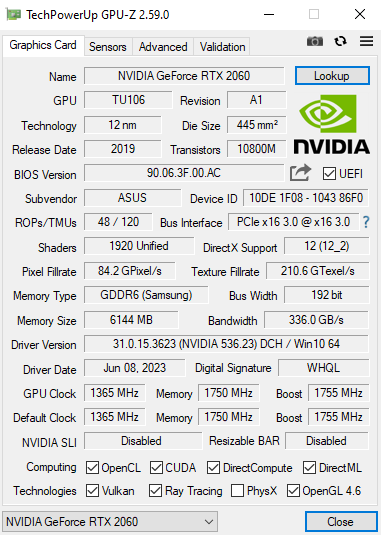 TechPowerUp GPU-Z 2.59.0
Graphics Card Sensors Advanced Validation
Name NVIDIA GeForce RTX 2060 Lookup
GPU TU106 Revision A1
Technology 12 nm Die Size 445 mm²
Release Date 2019 Transistors 10800M
NVIDIA
BIOS Version 90.06.3F.00.AC UEFI
Subvendor ASUS Device ID 10DE 1F08 - 1043 86F0
ROPs/TMUs 48 / 120 Bus Interface PCIe x16 3.0 @ x16 3.0 ?
Shaders 1920 Unified DirectX Support 12 (12_2)
Pixel Fillrate 84.2 GPixel/s Texture Fillrate 210.6 GTexel/s
Memory Type GDDR6 (Samsung) Bus Width 192 bit
Memory Size 6144 MB Bandwidth 336.0 GB/s
Driver Version 31.0.15.3623 (NVIDIA 536.23) DCH / Win10 64
Driver Date Jun 08, 2023 Digital Signature WHQL
GPU Clock 1365 MHz Memory 1750 MHz Boost 1755 MHz
Default Clock 1365 MHz Memory 1750 MHz Boost 1755 MHz
NVIDIA SLI Disabled Resizable BAR Disabled
Computing OpenCL CUDA DirectCompute DirectML
Technologies Vulkan Ray Tracing PhysX OpenGL 4.6
NVIDIA GeForce RTX 2060 Close